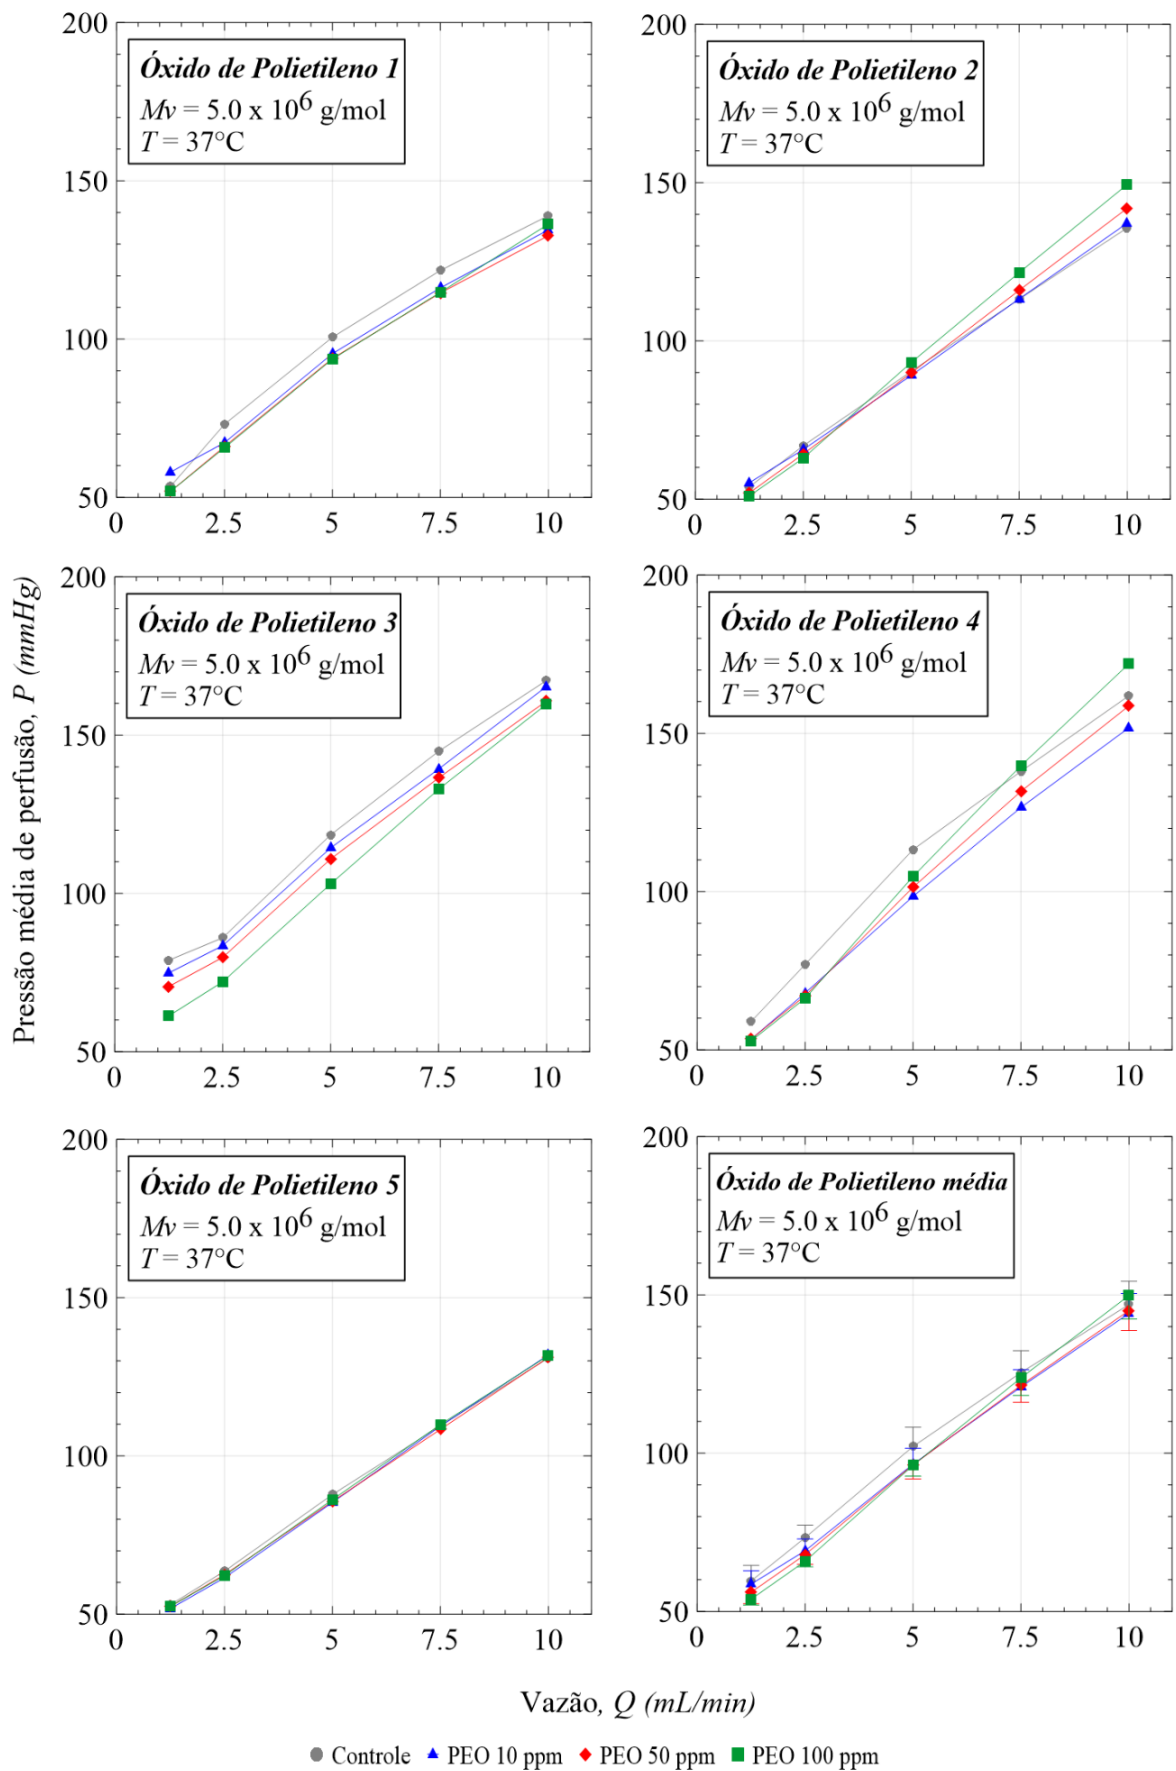 Óxido de Polietileno 1
Mv = 5.0 x 10^6 g/mol
T = 37°C
200
150
100
50
0 2.5 5 7.5 10
Óxido de Polietileno 2
Mv = 5.0 x 10^6 g/mol
T = 37°C
200
150
100
50
0 2.5 5 7.5 10
Pressão média de perfusão, P (mmHg)
Óxido de Polietileno 3
Mv = 5.0 x 10^6 g/mol
T = 37°C
200
150
100
50
0 2.5 5 7.5 10
Óxido de Polietileno 4
Mv = 5.0 x 10^6 g/mol
T = 37°C
200
150
100
50
0 2.5 5 7.5 10
Óxido de Polietileno 5
Mv = 5.0 x 10^6 g/mol
T = 37°C
200
150
100
50
0 2.5 5 7.5 10
Óxido de Polietileno média
Mv = 5.0 x 10^6 g/mol
T = 37°C
200
150
100
50
0 2.5 5 7.5 10
Vazão, Q (mL/min)
Controle PEO 10 ppm PEO 50 ppm PEO 100 ppm